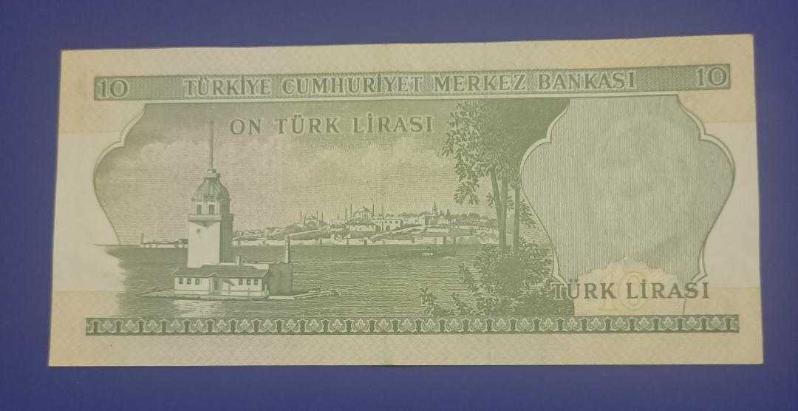 10 TÜRKİYE CUMHURİYET MERKEZ BANKASI 10
ON TÜRK LİRASI
TÜRK LİRASI